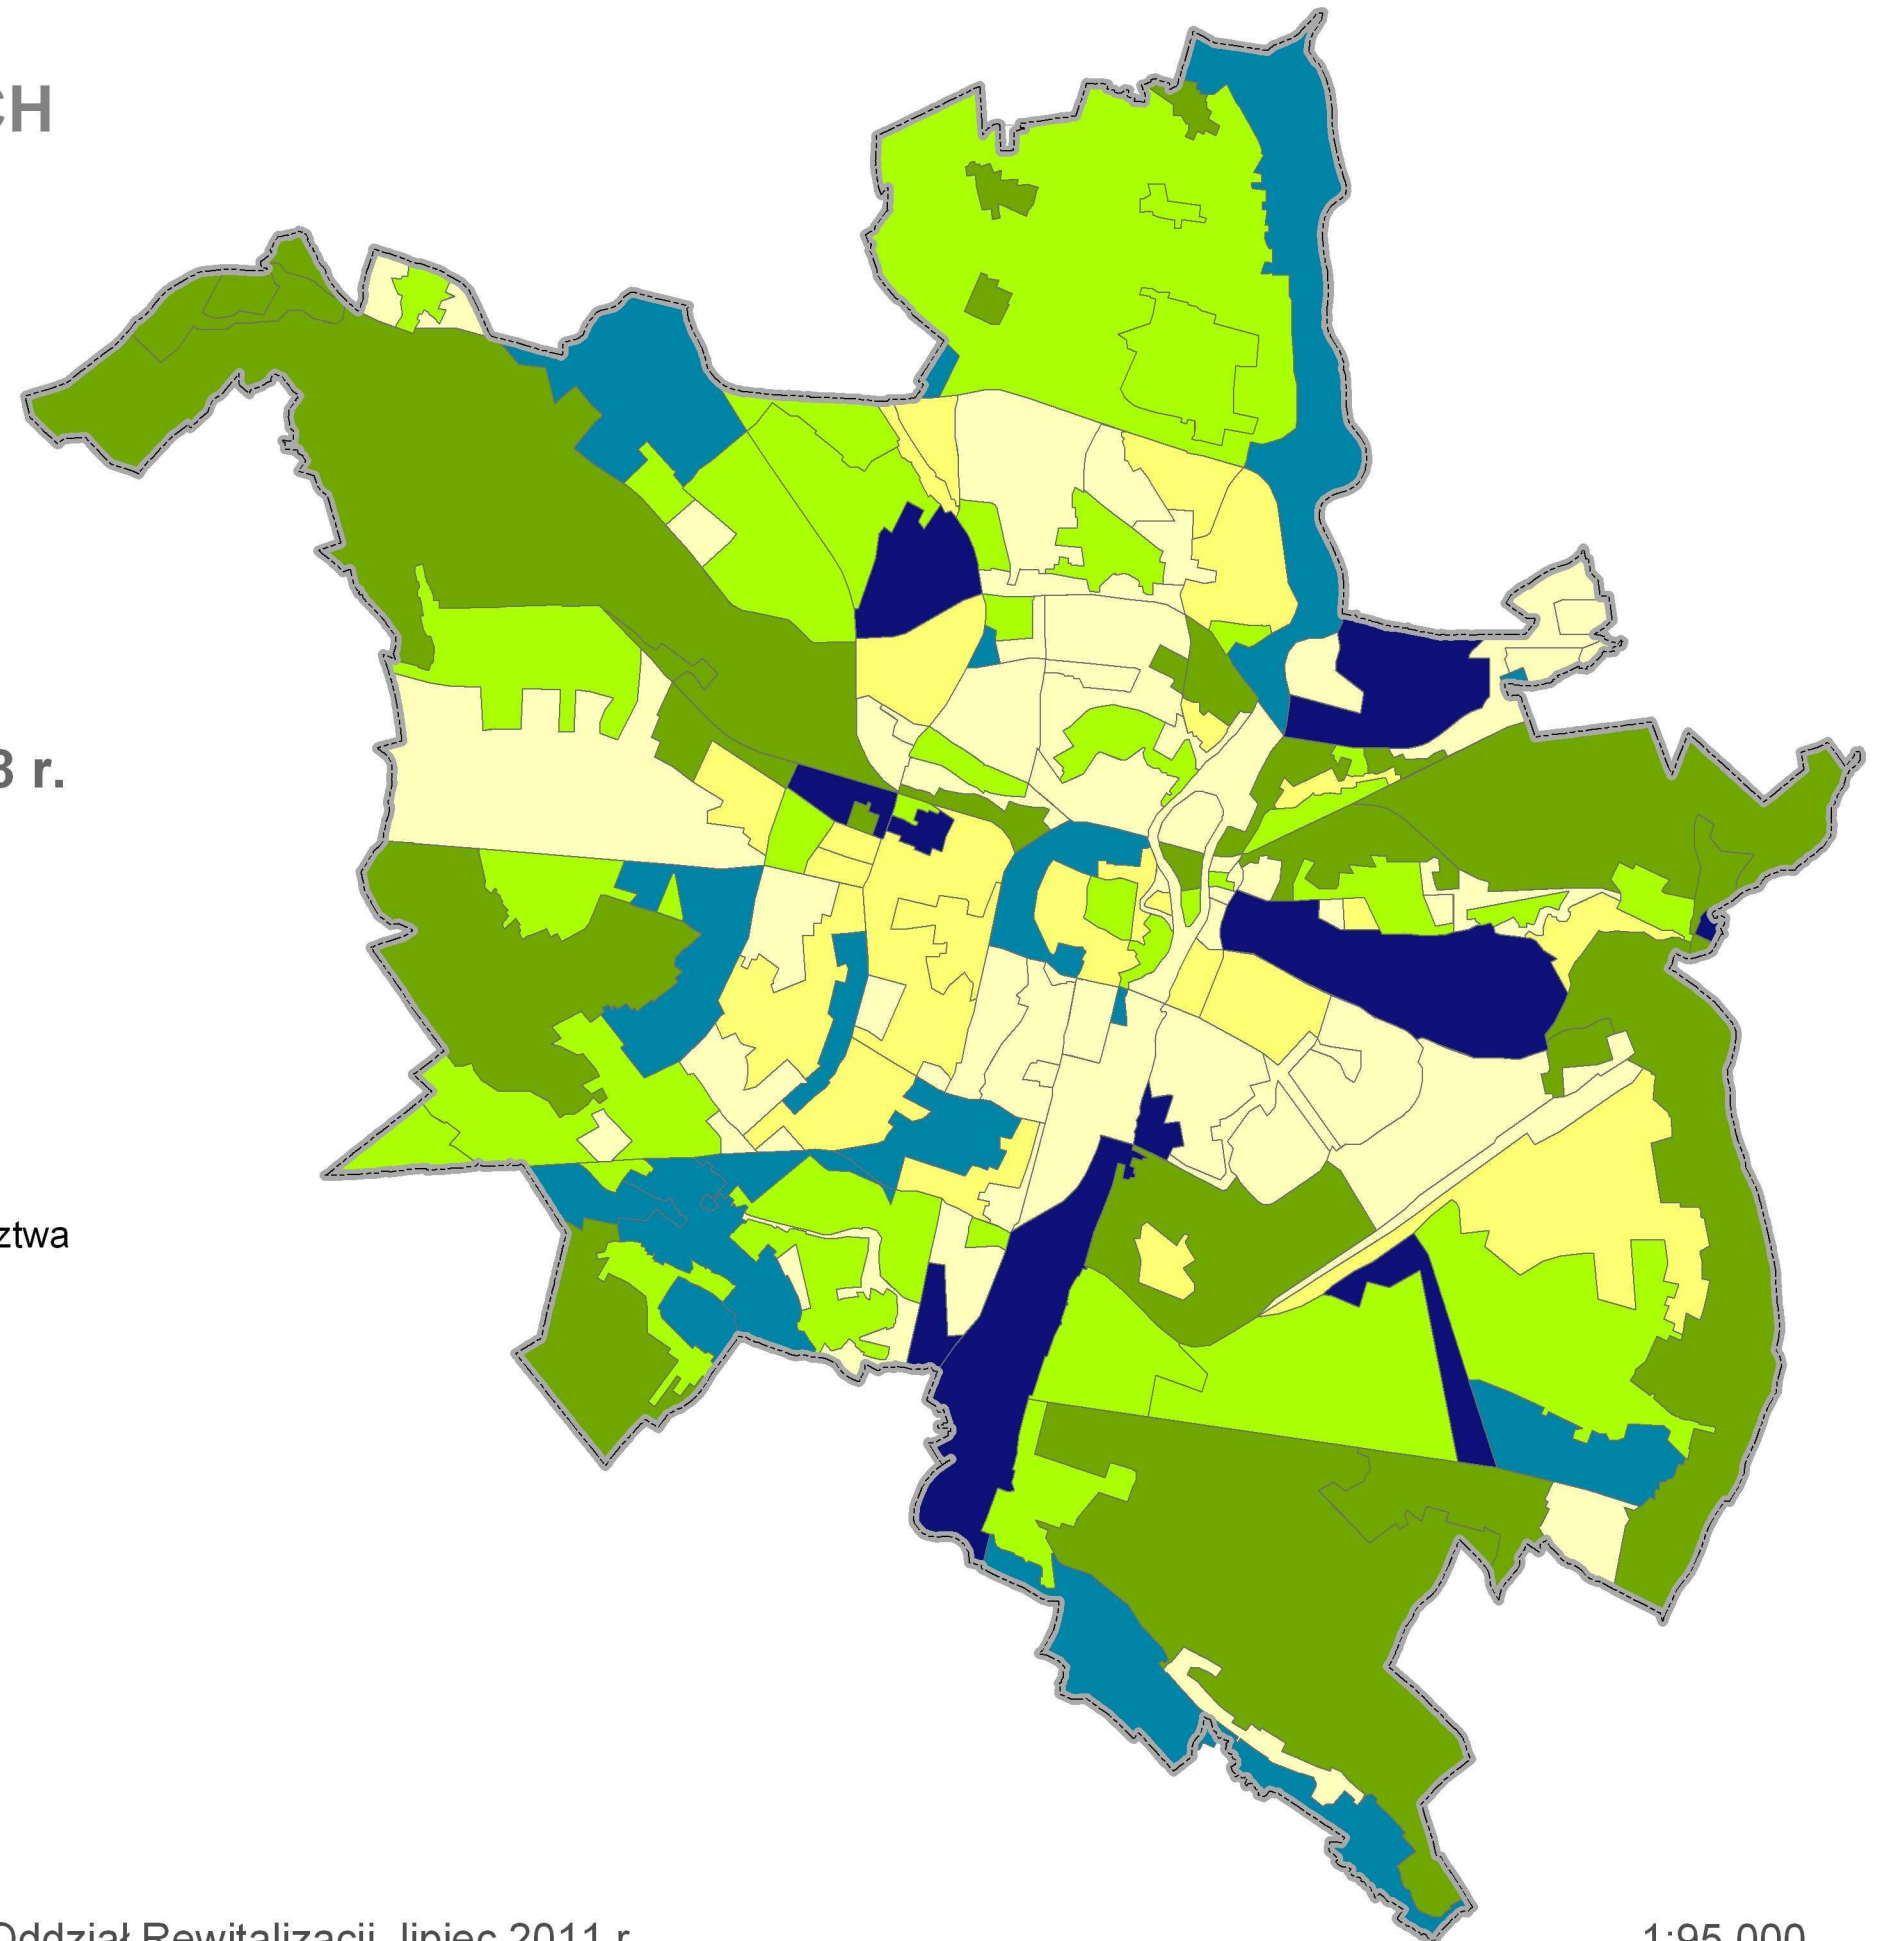 CH
3 r.
ztwa
Oddział Rewitalizacji, lipiec 2011 r.
1:95 000